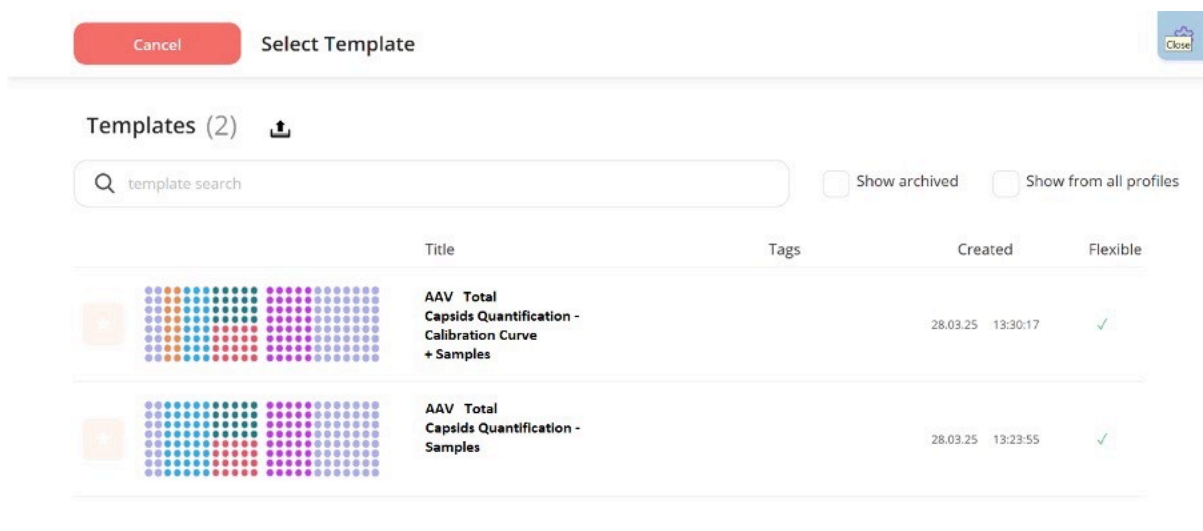 Cancel
Select Template
Close
Templates (2)
template search
Show archived
Show from all profiles
Title
Tags
Created
Flexible
AAV Total
Capsids Quantification -
Calibration Curve
+ Samples
28.03.25 13:30:17
AAV Total
Capsids Quantification -
Samples
28.03.25 13:23:55